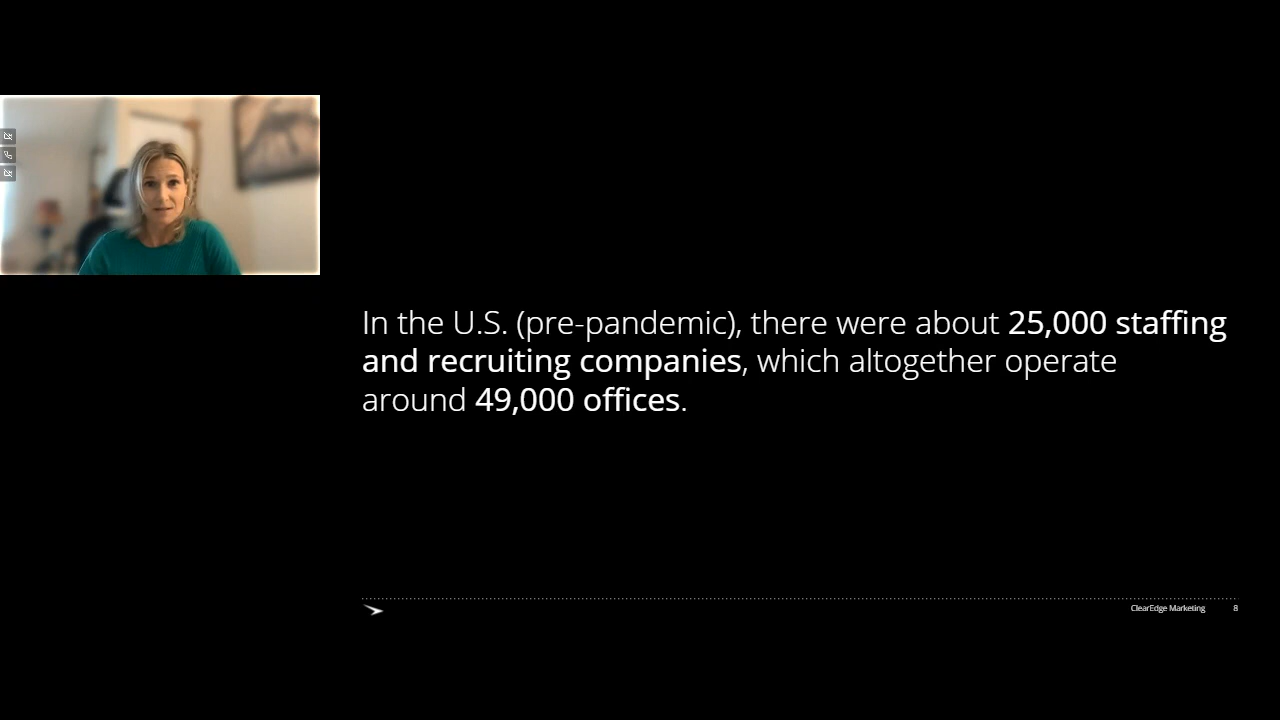 In the U.S. (pre-pandemic), there were about 25,000 staffing
and recruiting companies, which altogether operate
around 49,000 offices.
ClearEdge Marketing 8